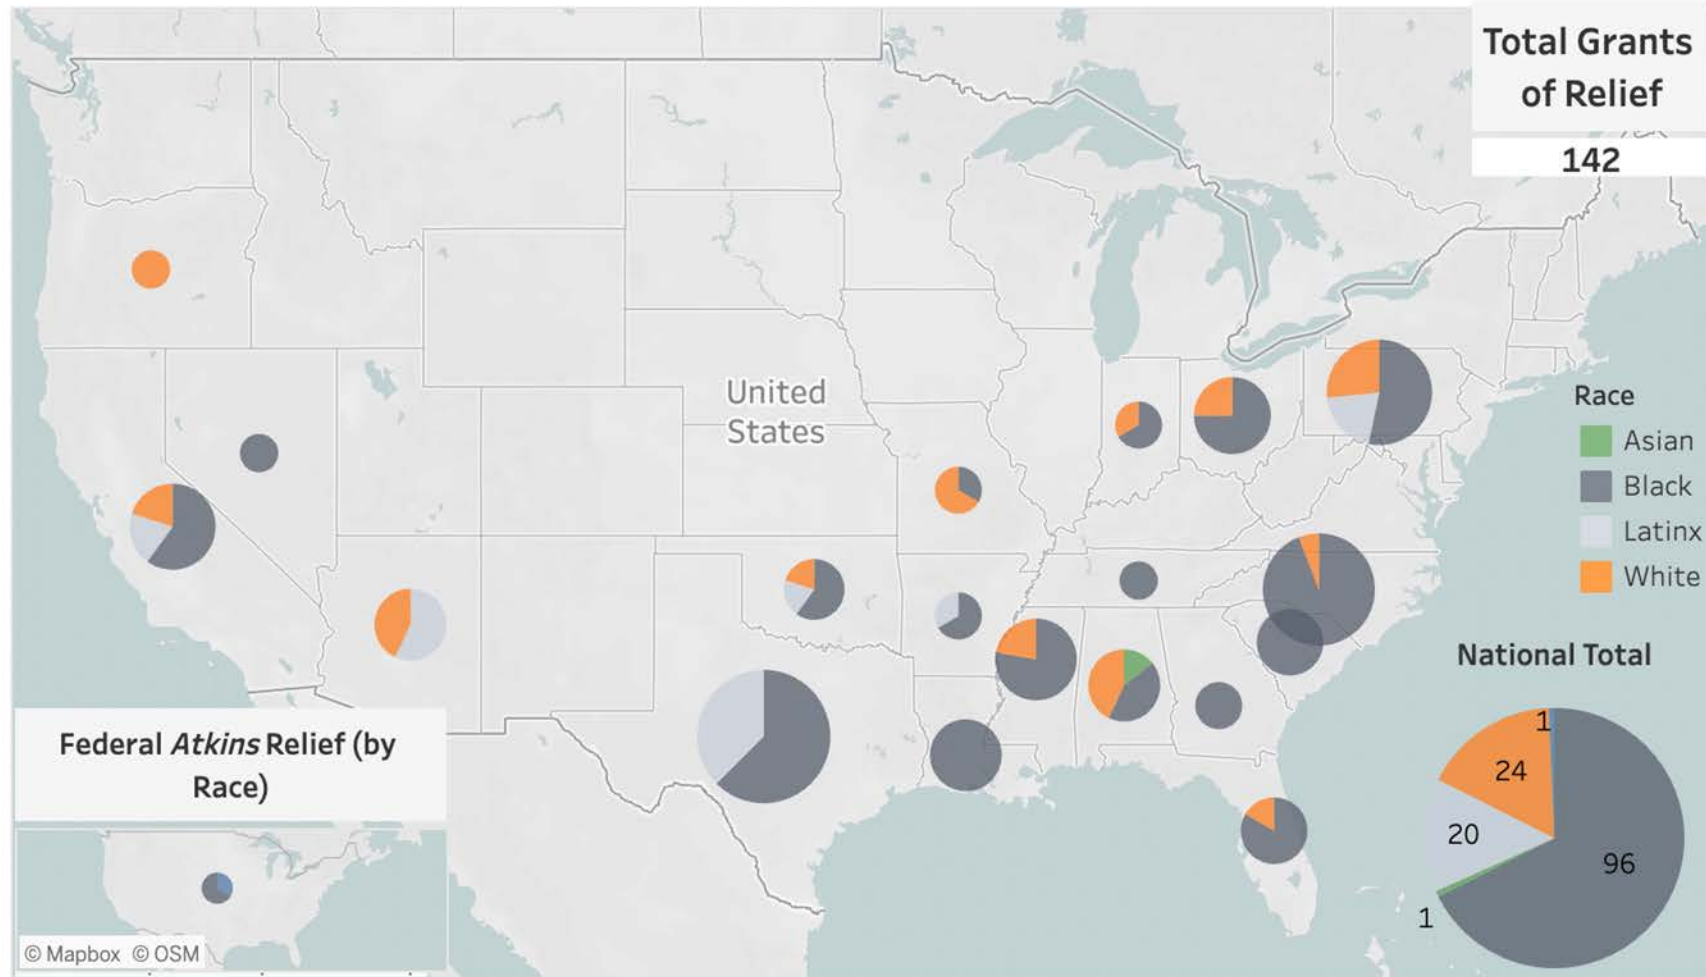 Total Grants
of Relief
142
United
States
Race
Asian
Black
Latinx
White
National Total
1
24
20
96
1
Federal Atkins Relief (by
Race)
© Mapbox © OSM